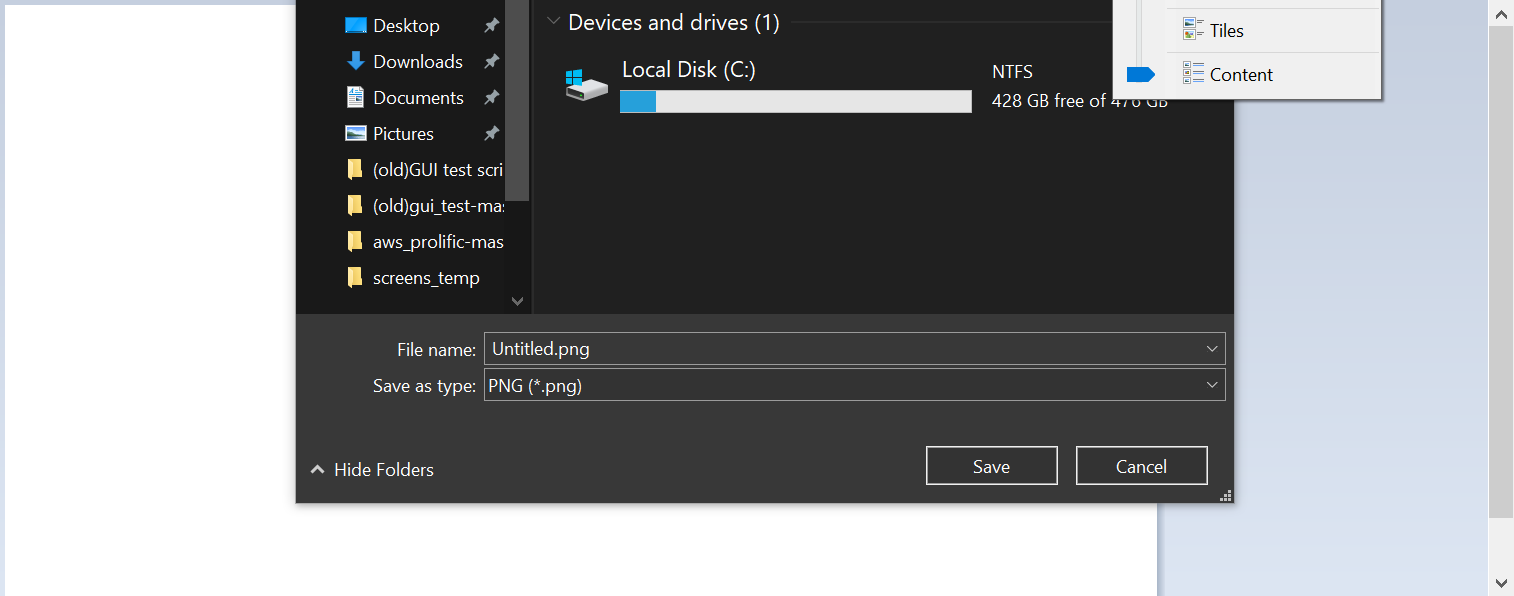 Desktop
Downloads
Documents
Pictures
(old)GUI test scri
(old)gui_test-mas
aws_prolific-mas
screens_temp
Devices and drives (1)
Local Disk (C:)
NTFS
428 GB free of 476 GB
Tiles
Content
File name: Untitled.png
Save as type: PNG (*.png)
Hide Folders
Save
Cancel